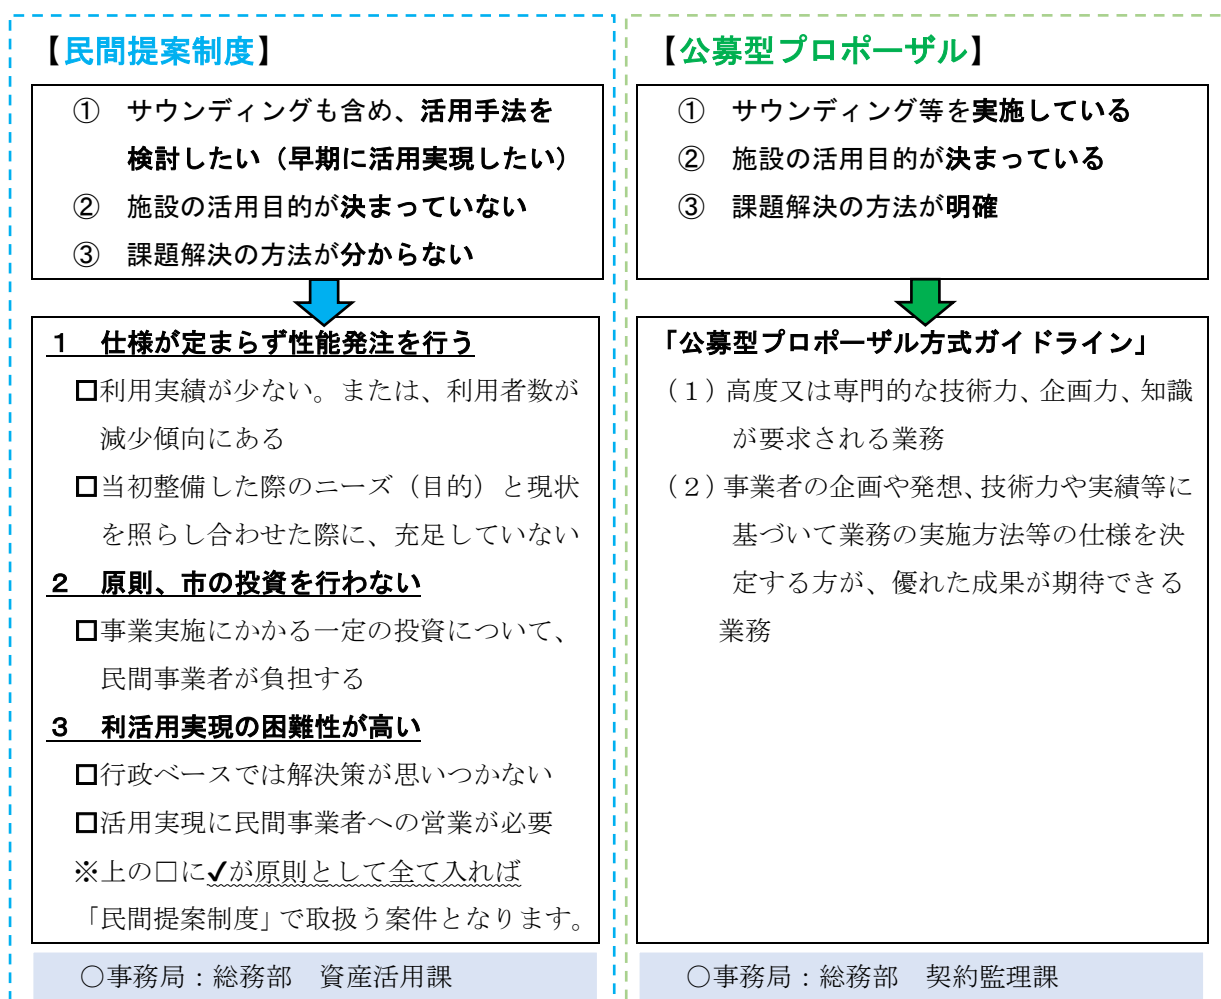 【民間提案制度】
① サウンディングも含め、活用手法を
検討したい（早期に活用実現したい）
② 施設の活用目的が決まっていない
③ 課題解決の方法が分からない
１ 仕様が定まらず性能発注を行う
□利用実績が少ない。または、利用者数が
減少傾向にある
□当初整備した際のニーズ（目的）と現状
を照らし合わせた際に、充足していない
２ 原則、市の投資を行わない
□事業実施にかかる一定の投資について、
民間事業者が負担する
３ 利活用実現の困難性が高い
□行政ベースでは解決策が思いつかない
□活用実現に民間事業者への営業が必要
※上の□に✓が原則として全て入れば
「民間提案制度」で取扱う案件となります。
○事務局：総務部 資産活用課
【公募型プロポーザル】
① サウンディング等を実施している
② 施設の活用目的が決まっている
③ 課題解決の方法が明確
「公募型プロポーザル方式ガイドライン」
（１）高度又は専門的な技術力、企画力、知識
が要求される業務
（２）事業者の企画や発想、技術力や実績等に
基づいて業務の実施方法等の仕様を決
定する方が、優れた成果が期待できる
業務
○事務局：総務部 契約監理課